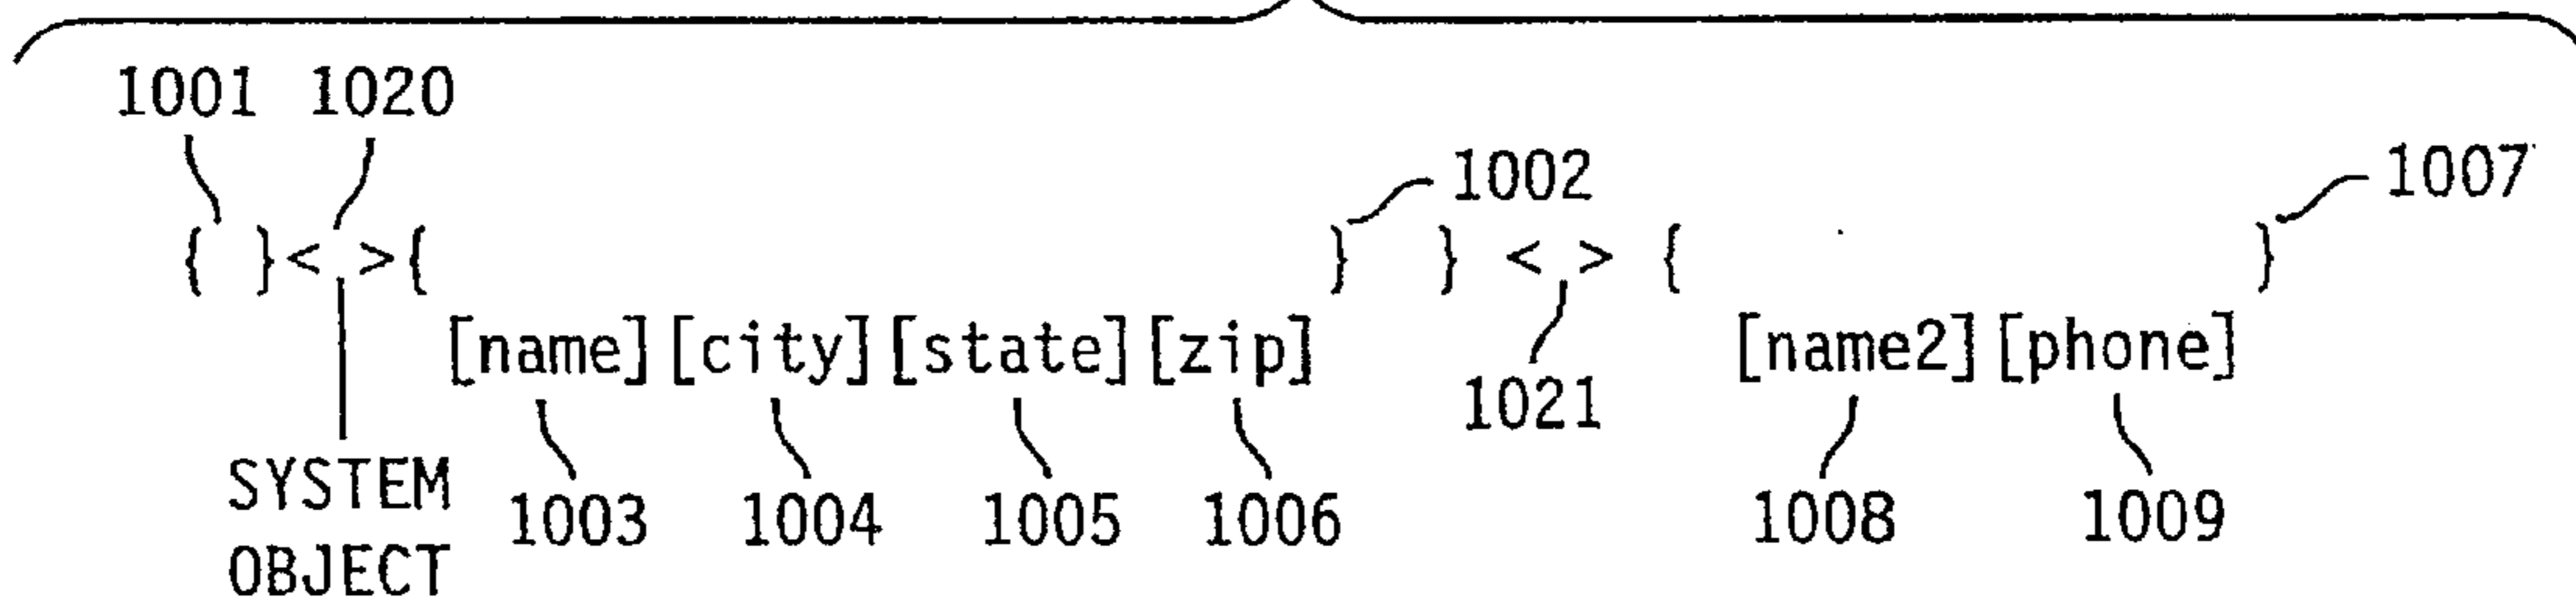 1001 1020
1002
1007
{ }< >{ } } < > {  }
[name][city][state][zip] [name2][phone]
1021
SYSTEM
OBJECT
1003 1004 1005 1006 1008 1009